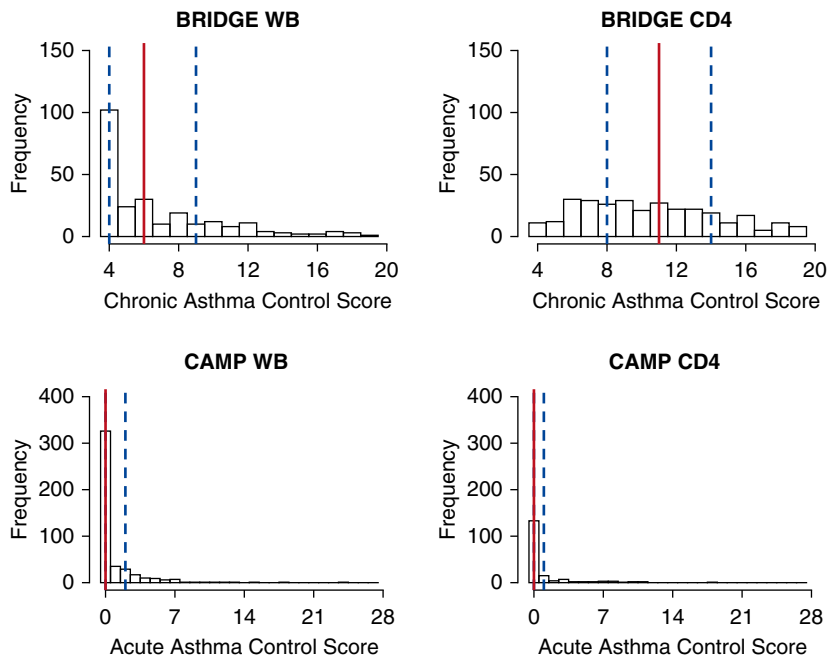 BRIDGE WB
150
100
50
0
Frequency
4 8 12 16 20
Chronic Asthma Control Score
BRIDGE CD4
150
100
50
0
Frequency
4 8 12 16 20
Chronic Asthma Control Score
CAMP WB
400
300
200
100
0
Frequency
0 7 14 21 28
Acute Asthma Control Score
CAMP CD4
400
300
200
100
0
Frequency
0 7 14 21 28
Acute Asthma Control Score